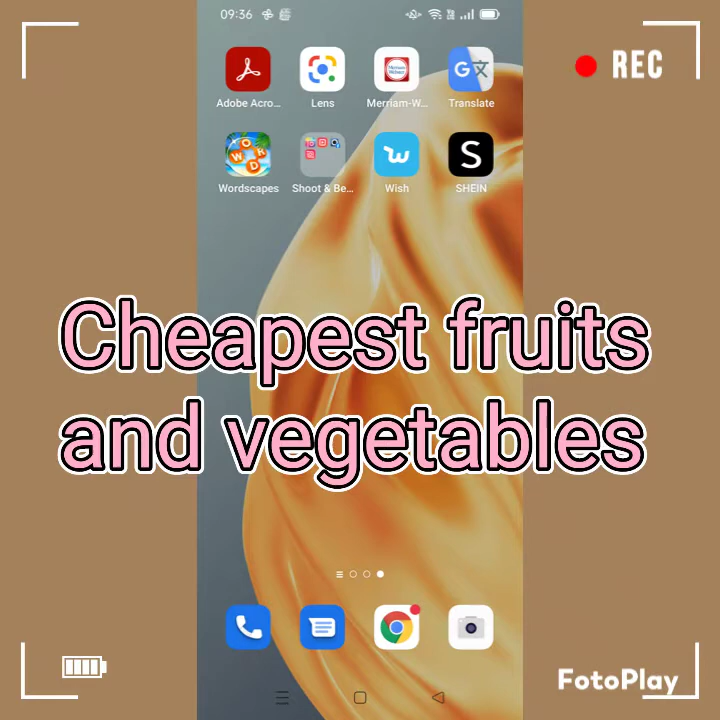 09:36
REC
Adobe Acro...
Lens
Merriam-W...
Translate
Wordscapes
Shoot & Be...
Wish
SHEIN
Cheapest fruits
and vegetables
FotoPlay